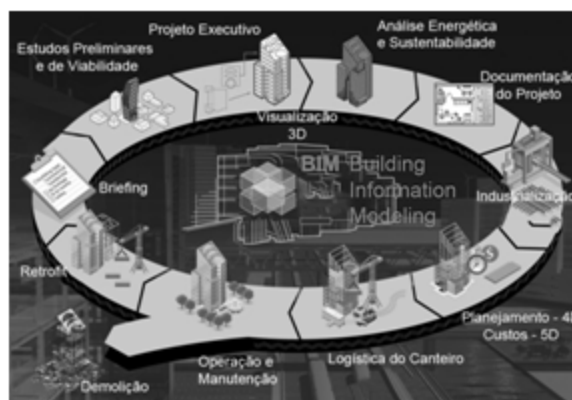 Projeto Executivo
Análise Energética
e Sustentabilidade
Estudos Preliminares
e de Viabilidade
Documentação
do Projeto
Visualização
3D
BIM Building
Information
Modeling
Briefing
Industrialização
Retrofit
Planejamento - 4D
Custos - 5D
Logística do Canteiro
Operação e
Manutenção
Demolição